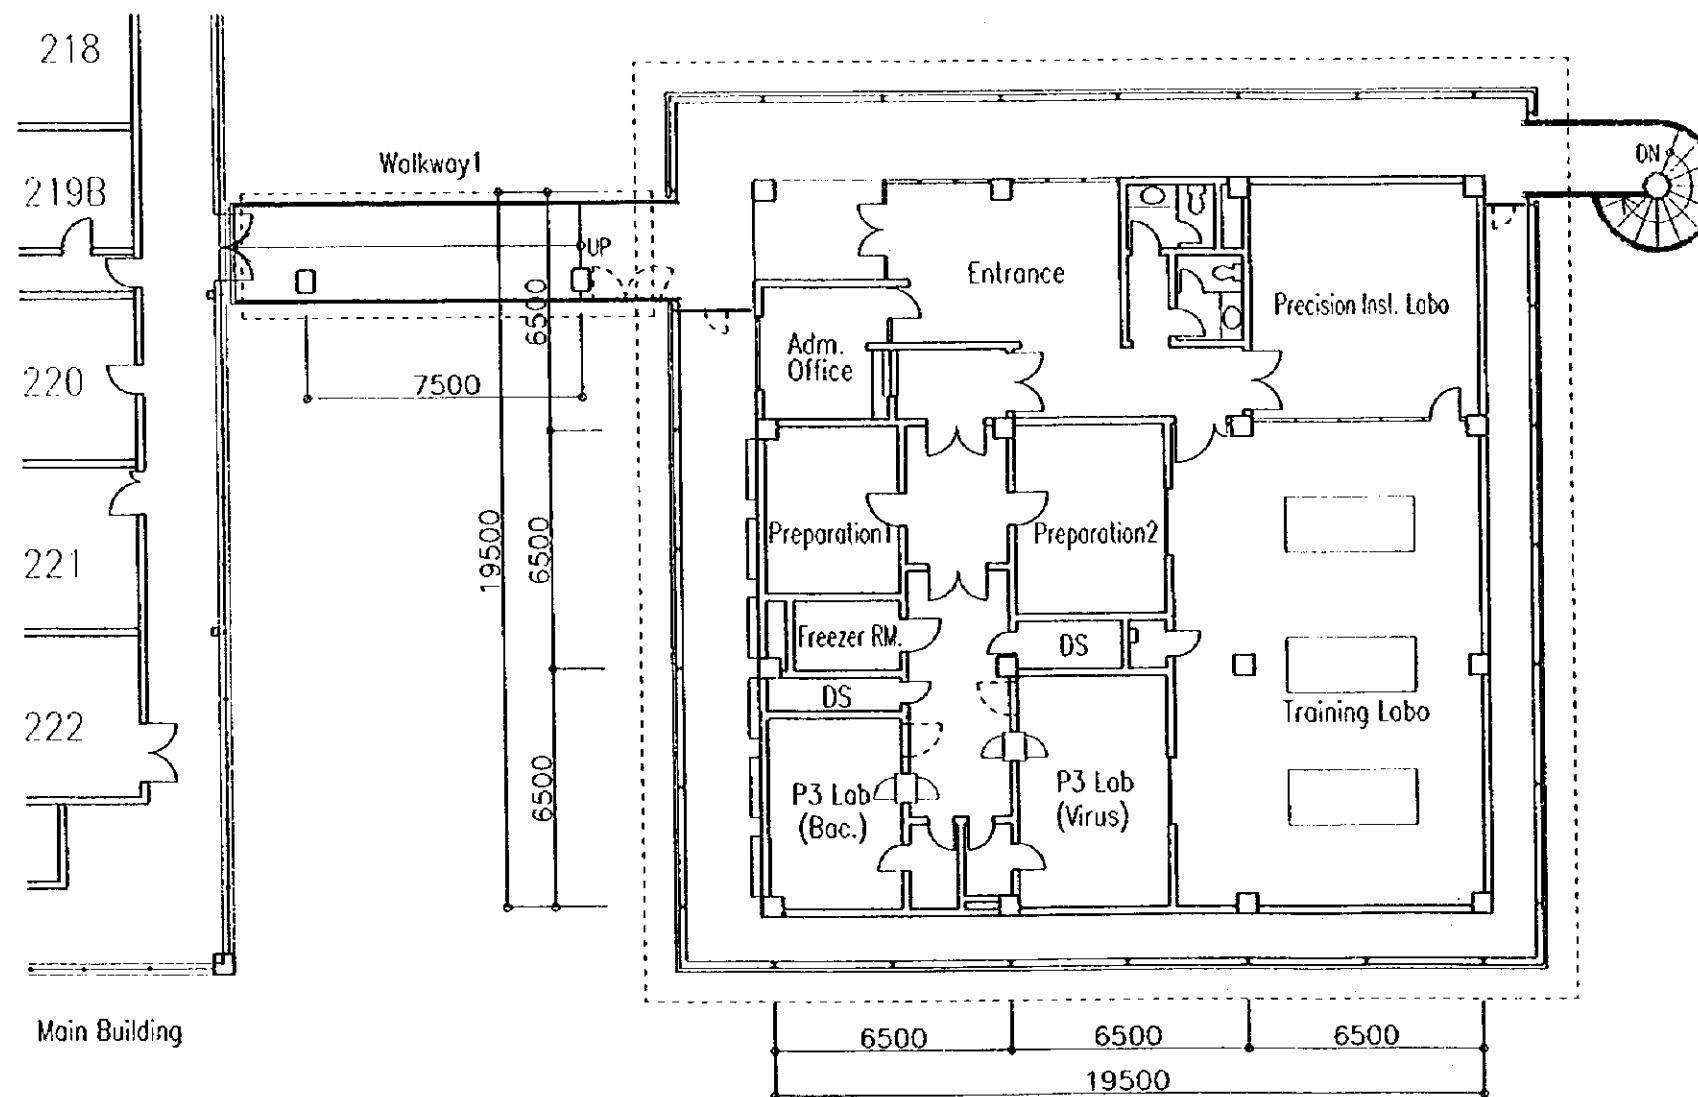 218
219B
220
221
222
Main Building
Walkway1
UP
7500
19500
6500
6500
6500
DN
Entrance
Precision Inst. Labo
Adm.
Office
Preparation1
Preparation2
Freezer RM.
DS
DS
Training Labo
P3 Lab
(Bac.)
P3 Lab
(Virus)
6500
6500
6500
19500